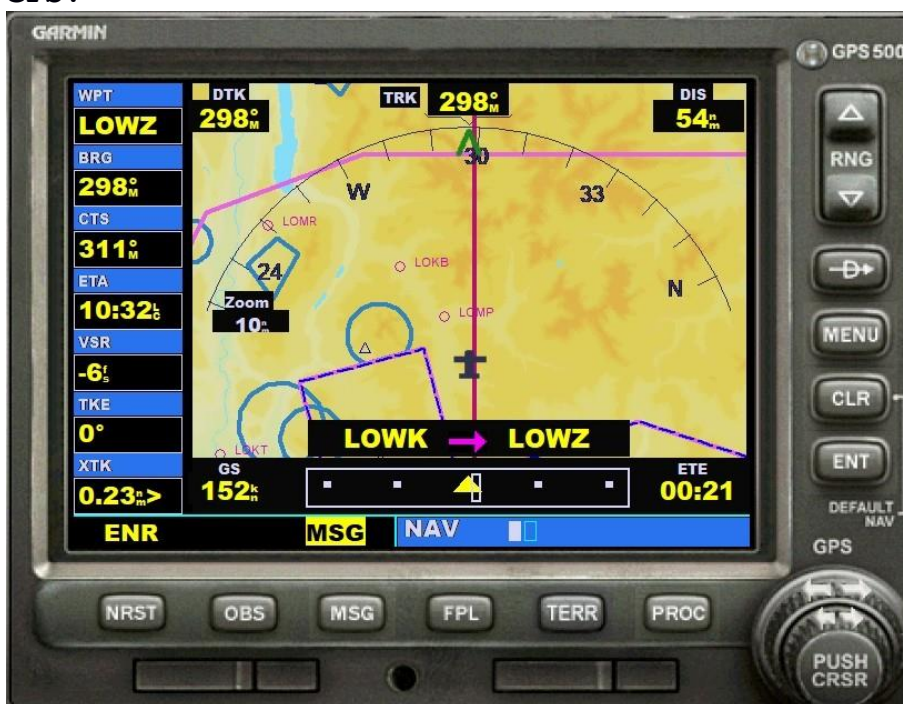 GARMIN
GPS 500
WPT
LOWZ
BRG
298°M
CTS
311°M
ETA
10:32
VSR
-6
TKE
0°
XTK
0.23nm>
DTK
298°M
TRK
298°M
DIS
54nm
30
W
33
24
N
LOMR
LOKB
LOMP
LOKT
Zoom
10nm
LOWK → LOWZ
GS
152kn
ETE
00:21
ENR
MSG
NAV
RNG
D
MENU
CLR
ENT
DEFAULT
NAV
GPS
NRST
OBS
MSG
FPL
TERR
PROC
PUSH
CRSR